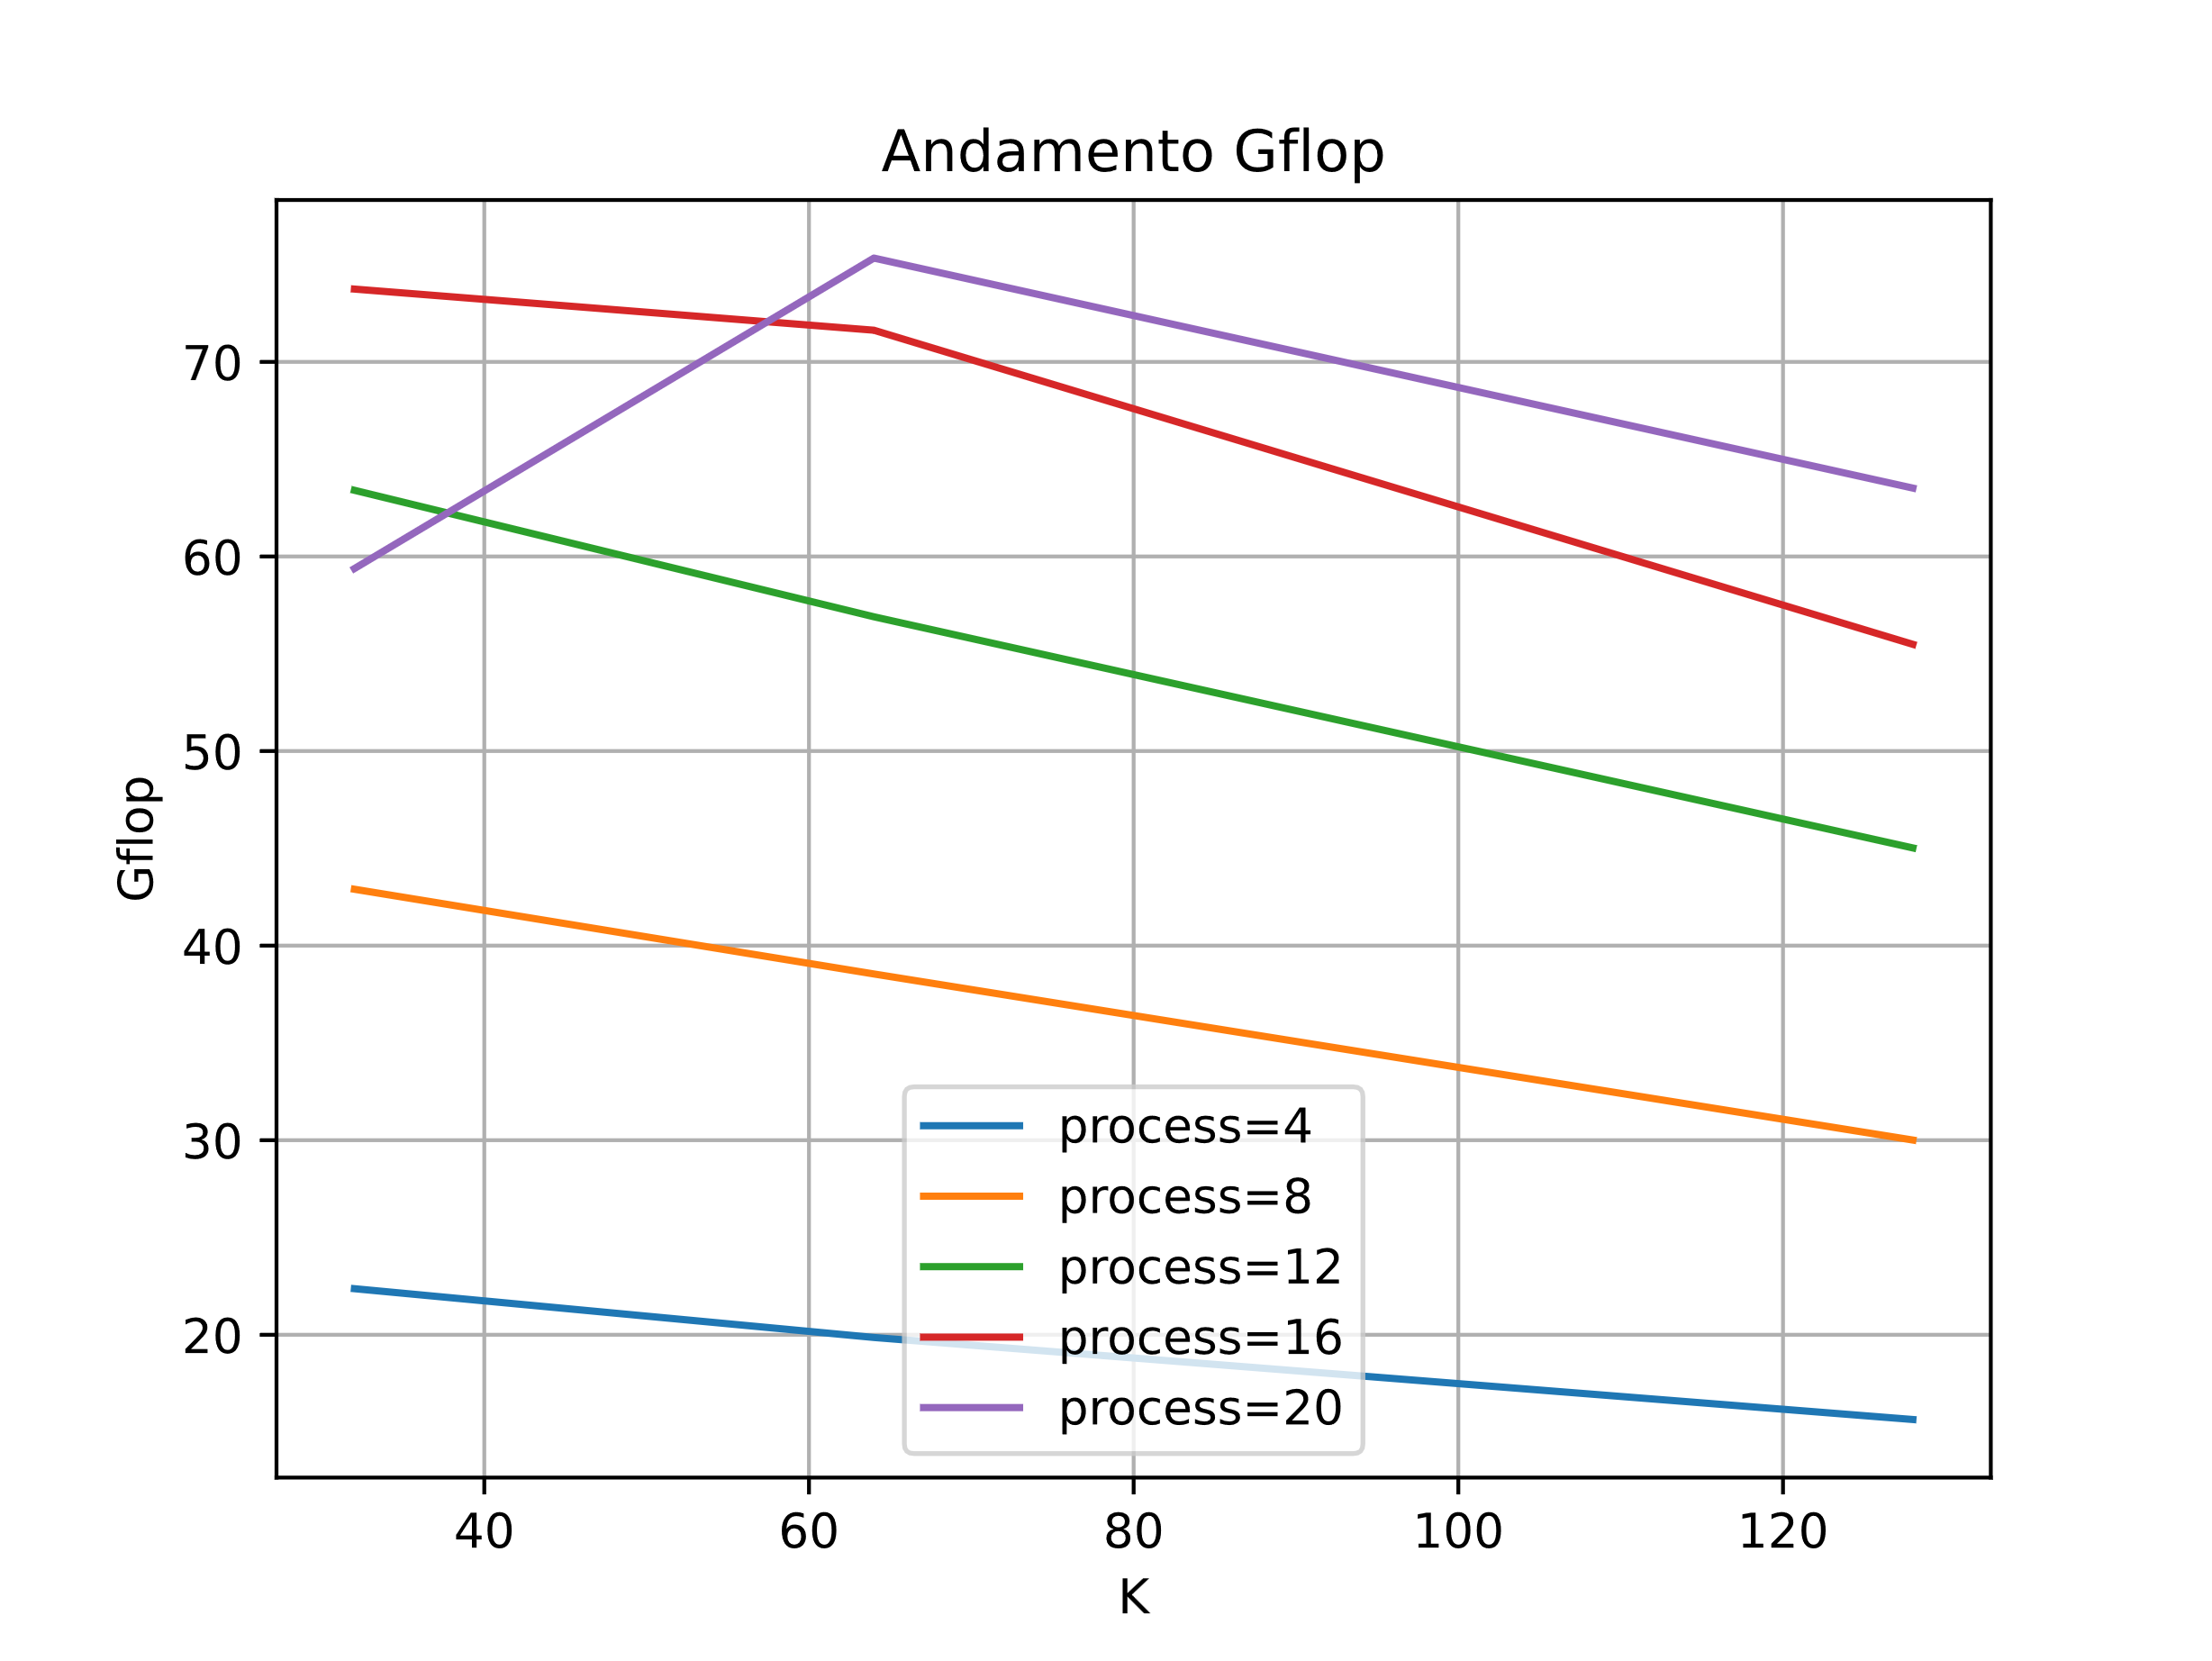 Andamento Gflop
70
60
50
40
30
20
Gflop
process=4
process=8
process=12
process=16
process=20
40 60 80 100 120
K